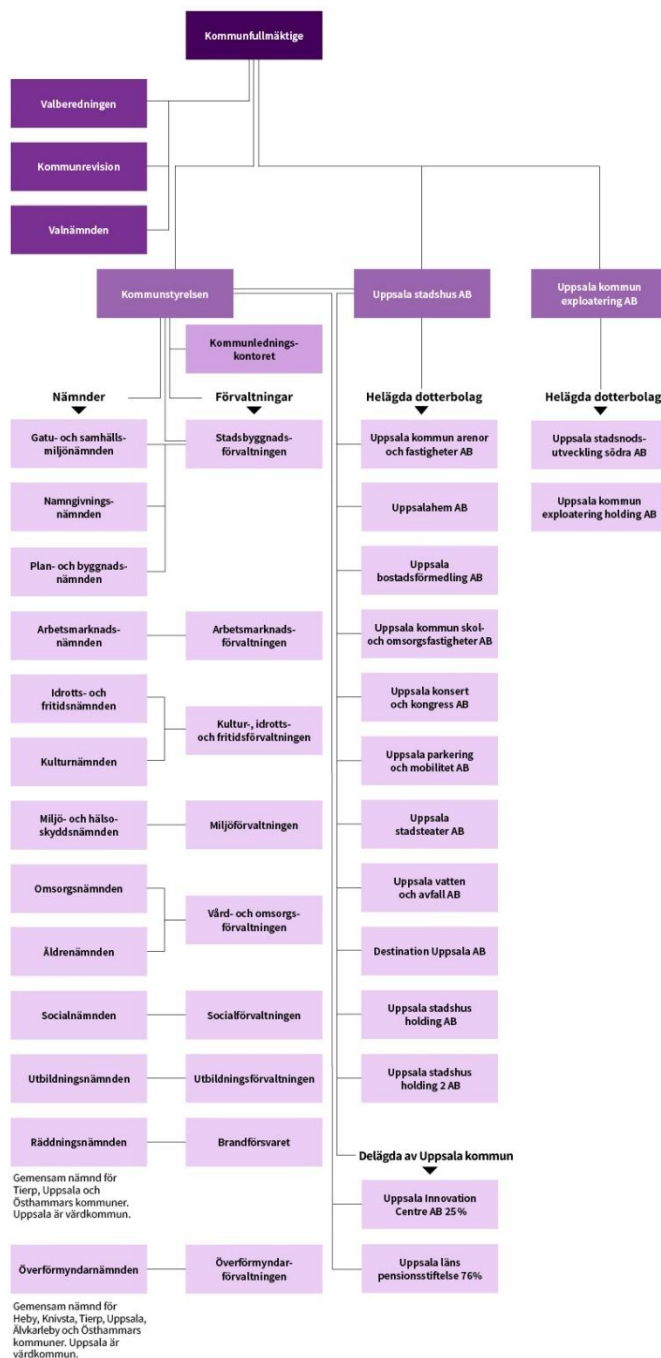 Kommunfullmäktige
Valberedningen
Kommunrevision
Valnämnden
Kommunstyrelsen
Uppsala stadshus AB
Uppsala kommun
exploatering AB
Kommunlednings-
kontoret
Nämnder
Förvaltningar
Helägda dotterbolag
Helägda dotterbolag
Gatu- och samhälls-
miljönämnden
Stadsbyggnads-
förvaltningen
Uppsala kommun arenor
och fastigheter AB
Uppsala stadsnods-
utveckling södra AB
Namngivnings-
nämnden
Uppsalahem AB
Uppsala kommun
exploatering holding AB
Plan- och byggnads-
nämnden
Uppsala
bostadsförmedling AB
Arbetsmarknads-
nämnden
Arbetsmarknads-
förvaltningen
Uppsala kommun skol-
och omsorgsfastigheter AB
Idrotts- och
fritidsnämnden
Kultur-, idrotts-
och fritidsförvaltningen
Uppsala konsert
och kongress AB
Kulturnämnden
Uppsala parkering
och mobilitet AB
Miljö- och hälso-
skyddsnämnden
Miljöförvaltningen
Uppsala
stadsteater AB
Omsorgsnämnden
Vård- och omsorgs-
förvaltningen
Uppsala vatten
och avfall AB
Äldrenämnden
Destination Uppsala AB
Socialnämnden
Socialförvaltningen
Uppsala stadshus
holding AB
Utbildningsnämnden
Utbildningsförvaltningen
Uppsala stadshus
holding 2 AB
Räddningsnämnden
Brandförsvaret
Delägda av Uppsala kommun
Gemensam nämnd för
Tierp, Uppsala och
Östhammars kommuner.
Uppsala är värdkommun.
Uppsala Innovation
Centre AB 25%
Överförmyndarnämnden
Överförmyndar-
förvaltningen
Uppsala läns
pensionsstiftelse 76%
Gemensam nämnd för
Heby, Knivsta, Tierp, Uppsala,
Älvkarleby och Östhammars
kommuner. Uppsala är
värdkommun.